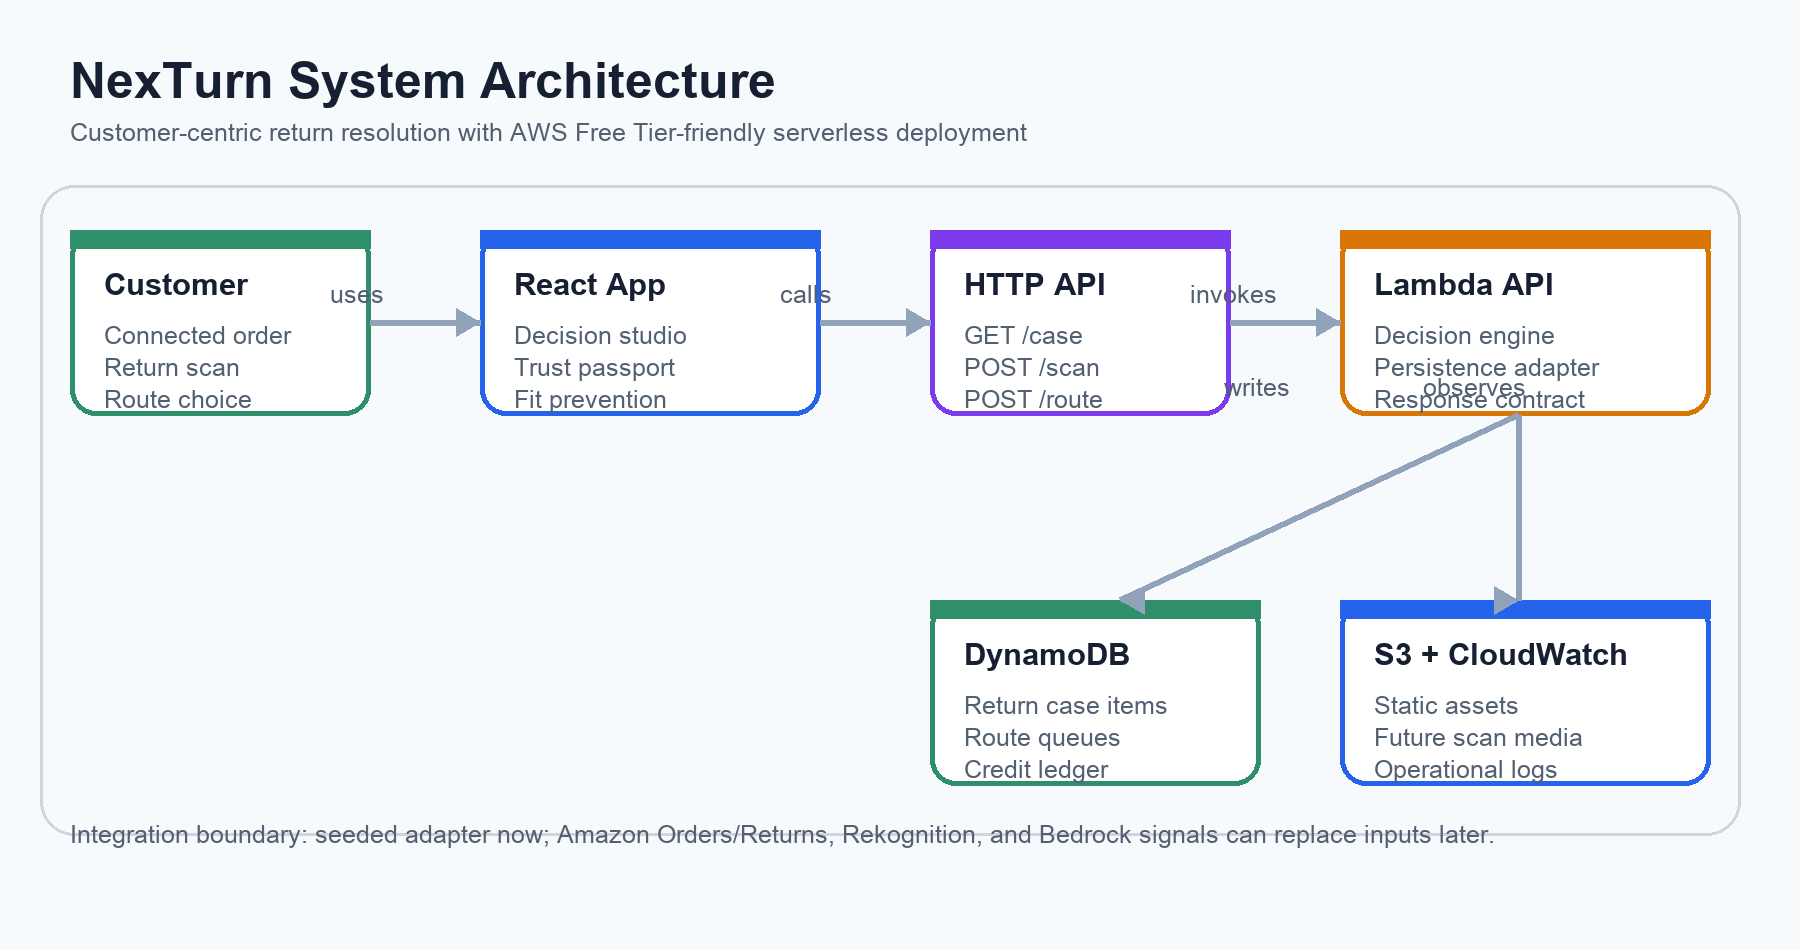 NexTurn System Architecture
Customer-centric return resolution with AWS Free Tier-friendly serverless deployment
Customer
Connected order
Return scan
Route choice
uses
React App
Decision studio
Trust passport
Fit prevention
calls
HTTP API
GET /case
POST /scan
POST /route
invokes
Lambda API
Decision engine
Persistence adapter
Response contract
writes
observes
DynamoDB
Return case items
Route queues
Credit ledger
S3 + CloudWatch
Static assets
Future scan media
Operational logs
Integration boundary: seeded adapter now; Amazon Orders/Returns, Rekognition, and Bedrock signals can replace inputs later.